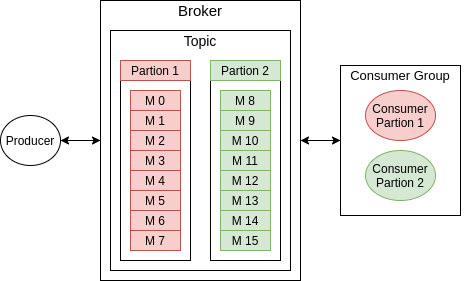 Broker
Topic
Partion 1
Partion 2
M 0
M 1
M 2
M 3
M 4
M 5
M 6
M 7
M 8
M 9
M 10
M 11
M 12
M 13
M 14
M 15
Producer
Consumer Group
Consumer
Partion 1
Consumer
Partion 2